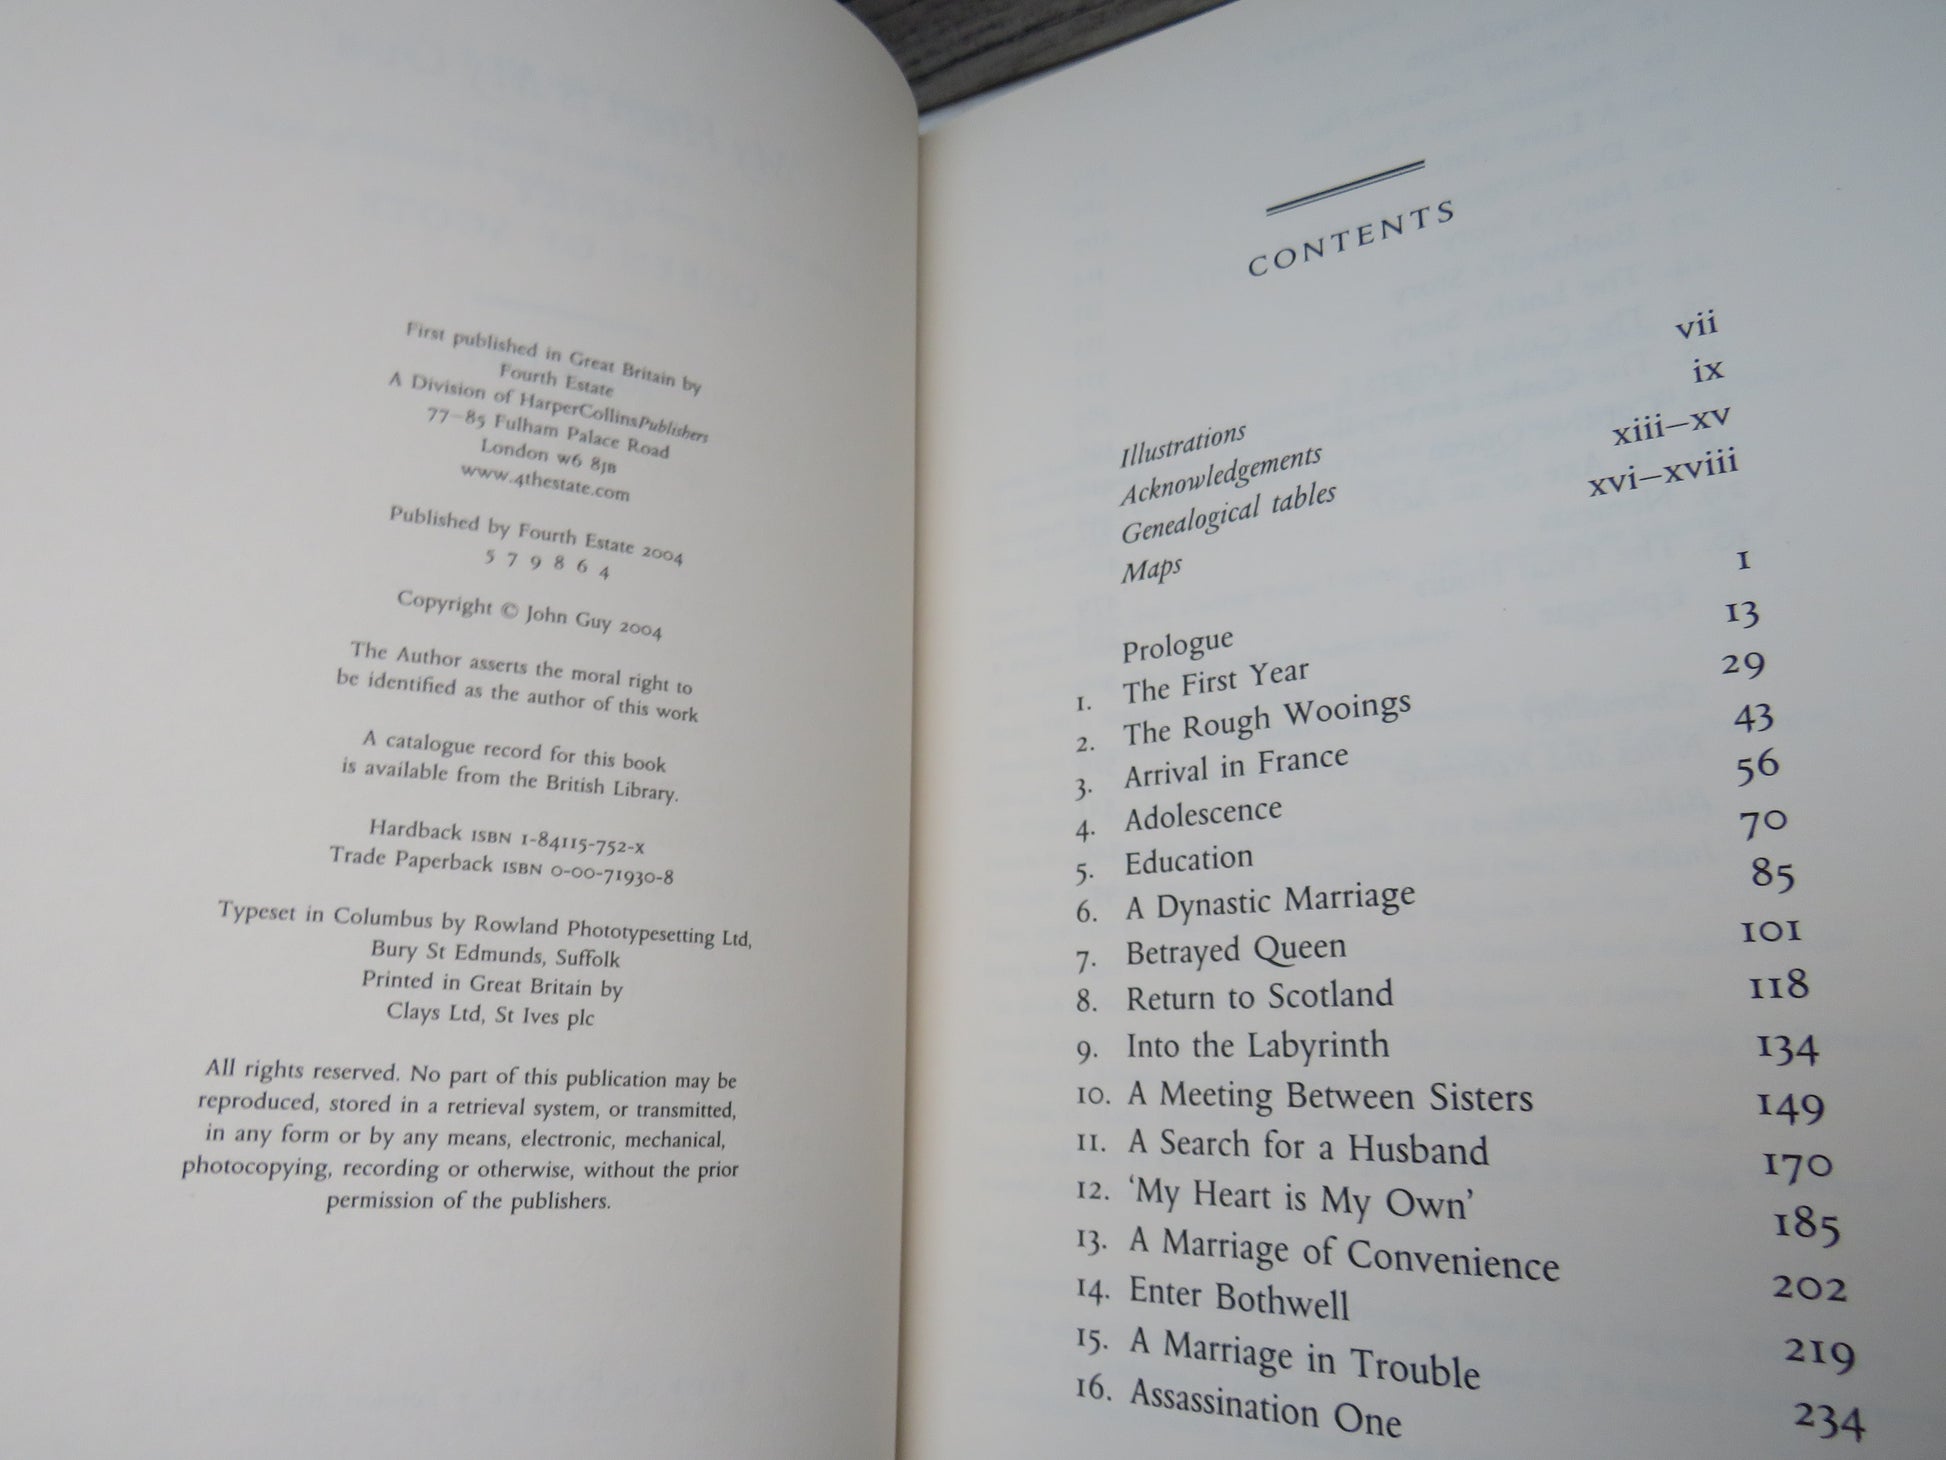 First published in Great Britain by
Fourth Estate
A Division of HarperCollinsPublishers
77–85 Fulham Palace Road
London W6 8JB
www.4thestate.com
Published by Fourth Estate 2004
5 7 9 8 6 4
Copyright © John Guy 2004
The Author asserts the moral right to
be identified as the author of this work
A catalogue record for this book
is available from the British Library.
Hardback ISBN 1-84115-752-X
Trade Paperback ISBN 0-00-71930-8
Typeset in Columbus by Rowland Phototypesetting Ltd,
Bury St Edmunds, Suffolk
Printed in Great Britain by
Clays Ltd, St Ives plc
All rights reserved. No part of this publication may be
reproduced, stored in a retrieval system, or transmitted,
in any form or by any means, electronic, mechanical,
photocopying, recording or otherwise, without the prior
permission of the publishers.
CONTENTS
Illustrations vii
Acknowledgements ix
Genealogical tables xiii–xv
Maps xvi–xviii
Prologue 1
1. The First Year 13
2. The Rough Wooings 29
3. Arrival in France 43
4. Adolescence 56
5. Education 70
6. A Dynastic Marriage 85
7. Betrayed Queen 101
8. Return to Scotland 118
9. Into the Labyrinth 134
10. A Meeting Between Sisters 149
11. A Search for a Husband 170
12. ‘My Heart is My Own’ 185
13. A Marriage of Convenience 202
14. Enter Bothwell 219
15. A Marriage in Trouble 234
16. Assassination One